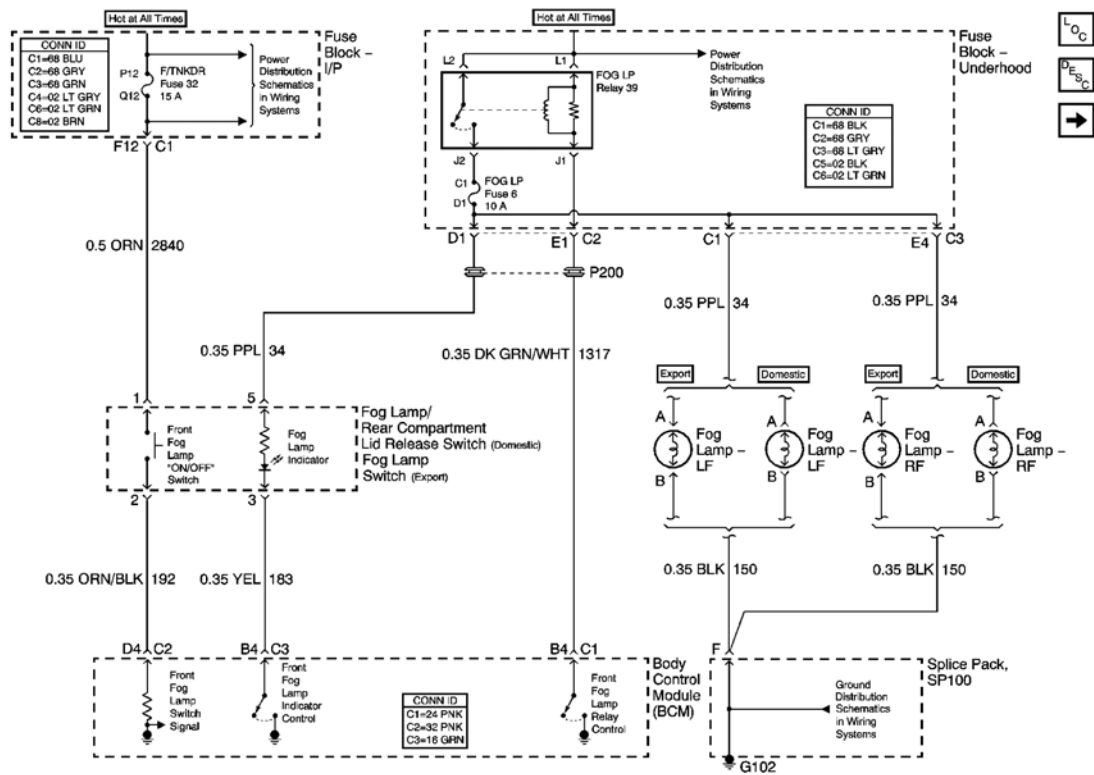 Hot at All Times
CONN ID
C1=68 BLU
C2=68 GRY
C3=68 GRN
C4=02 LT GRY
C6=02 LT GRN
C8=02 BRN
P12
Q12
F/TNKDR
Fuse 32
15 A
Power
Distribution
Schematics
in Wiring
Systems
Fuse
Block –
I/P
F12 C1
Hot at All Times
L2
L1
FOG LP
Relay 39
Power
Distribution
Schematics
in Wiring
Systems
Fuse
Block –
Underhood
J2
J1
C1
D1
FOG LP
Fuse 6
10 A
CONN ID
C1=68 BLK
C2=68 GRY
C3=68 LT GRY
C5=02 BLK
C6=02 LT GRN
D1
E1 C2
C1
E4 C3
LOC
DESC
P200
0.5 ORN 2840
0.35 PPL 34
0.35 DK GRN/WHT 1317
0.35 PPL 34
0.35 PPL 34
1
5
Front
Fog
Lamp
"ON/OFF"
Switch
Fog
Lamp
Indicator
Fog Lamp/
Rear Compartment
Lid Release Switch (Domestic)
Fog Lamp
Switch (Export)
2
3
Export
Domestic
Export
Domestic
A
A
A
A
Fog
Lamp –
LF
Fog
Lamp –
LF
Fog
Lamp –
RF
Fog
Lamp –
RF
B
B
B
B
0.35 ORN/BLK 192
0.35 YEL 183
0.35 BLK 150
0.35 BLK 150
D4 C2
B4 C3
B4 C1
F
Front
Fog
Lamp
Switch
Signal
Front
Fog
Lamp
Indicator
Control
CONN ID
C1=24 PNK
C2=32 PNK
C3=16 GRN
Front
Fog
Lamp
Relay
Control
Body
Control
Module
(BCM)
Ground
Distribution
Schematics
in Wiring
Systems
Splice Pack,
SP100
G102